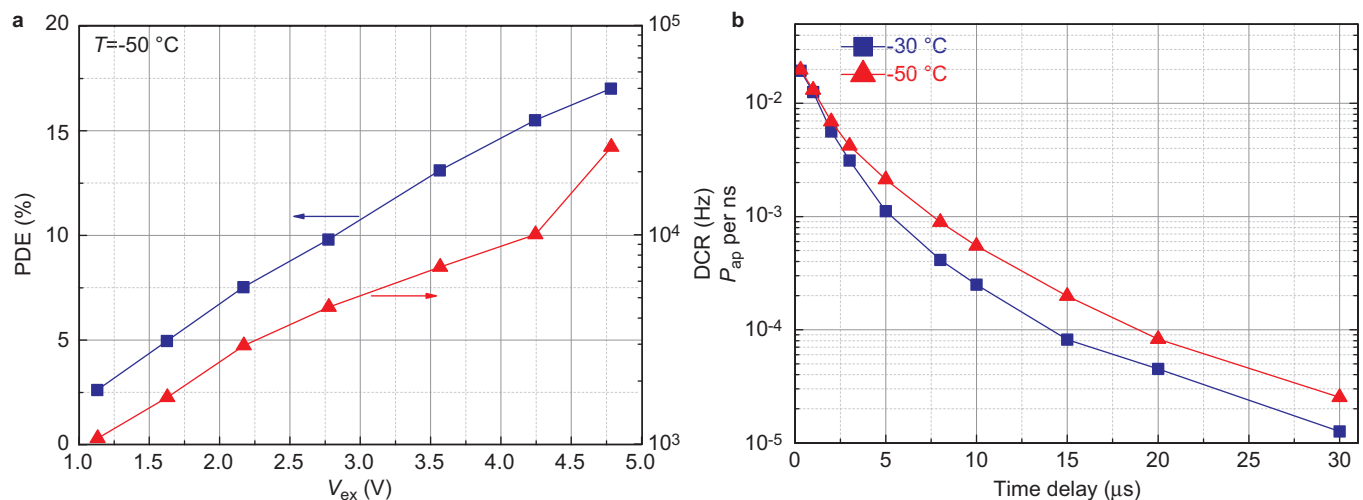 a
T=-50 °C
PDE (%)
20
15
10
5
0
1.0 1.5 2.0 2.5 3.0 3.5 4.0 4.5 5.0
V_ex (V)
10^5
10^4
10^3
DCR (Hz)
b
-30 °C
-50 °C
P_ap per ns
10^-2
10^-3
10^-4
10^-5
0 5 10 15 20 25 30
Time delay (µs)